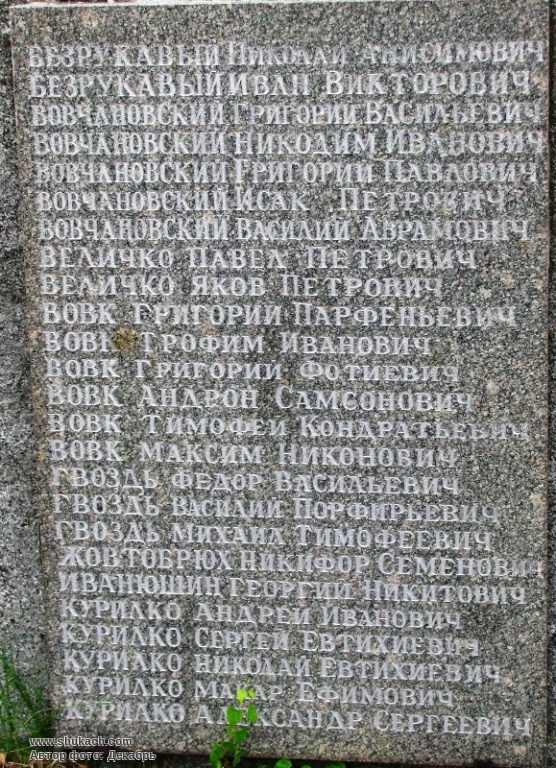 БЕЗРУКАВЫЙ НИКОЛАЙ АНИСИМОВИЧ
БЕЗРУКАВЫЙ ИВАН ВИКТОРОВИЧ
ВОВЧАНОВСКИЙ ГРИГОРИЙ ВАСИЛЬЕВИЧ
ВОВЧАНОВСКИЙ НИКОДИМ ИВАНОВИЧ
ВОВЧАНОВСКИЙ ГРИГОРИЙ ПАВЛОВИЧ
ВОВЧАНОВСКИЙ ИСАК ПЕТРОВИЧ
ВОВЧАНОВСКИЙ ВАСИЛИЙ АВРАМОВИЧ
ВЕЛИЧКО ПАВЕЛ ПЕТРОВИЧ
ВЕЛИЧКО ЯКОВ ПЕТРОВИЧ
ВОВК ГРИГОРИЙ ПАРФЕНЬЕВИЧ
ВОВК ТРОФИМ ИВАНОВИЧ
ВОВК ГРИГОРИЙ ФОТИЕВИЧ
ВОВК АНДРОН САМСОНОВИЧ
ВОВК ТИМОФЕЙ КОНДРАТЬЕВИЧ
ВОВК МАКСИМ НИКОНОВИЧ
ГВОЗДЬ ФЕДОР ВАСИЛЬЕВИЧ
ГВОЗДЬ ВАСИЛИЙ ПОРФИРЬЕВИЧ
ГВОЗДЬ МИХАИЛ ТИМОФЕЕВИЧ
ЖОВТОБРЮХ НИКИФОР СЕМЕНОВИЧ
ИВАНЮШИН ГЕОРГИЙ НИКИТОВИЧ
КУРИЛКО АНДРЕЙ ИВАНОВИЧ
КУРИЛКО СЕРГЕЙ ЕВТИХИЕВИЧ
КУРИЛКО НИКОЛАЙ ЕВТИХИЕВИЧ
КУРИЛКО МАКАР ЕФИМОВИЧ
КУРИЛКО АЛЕКСАНДР СЕРГЕЕВИЧ
www.shukach.com
Автор фото: Декабрь